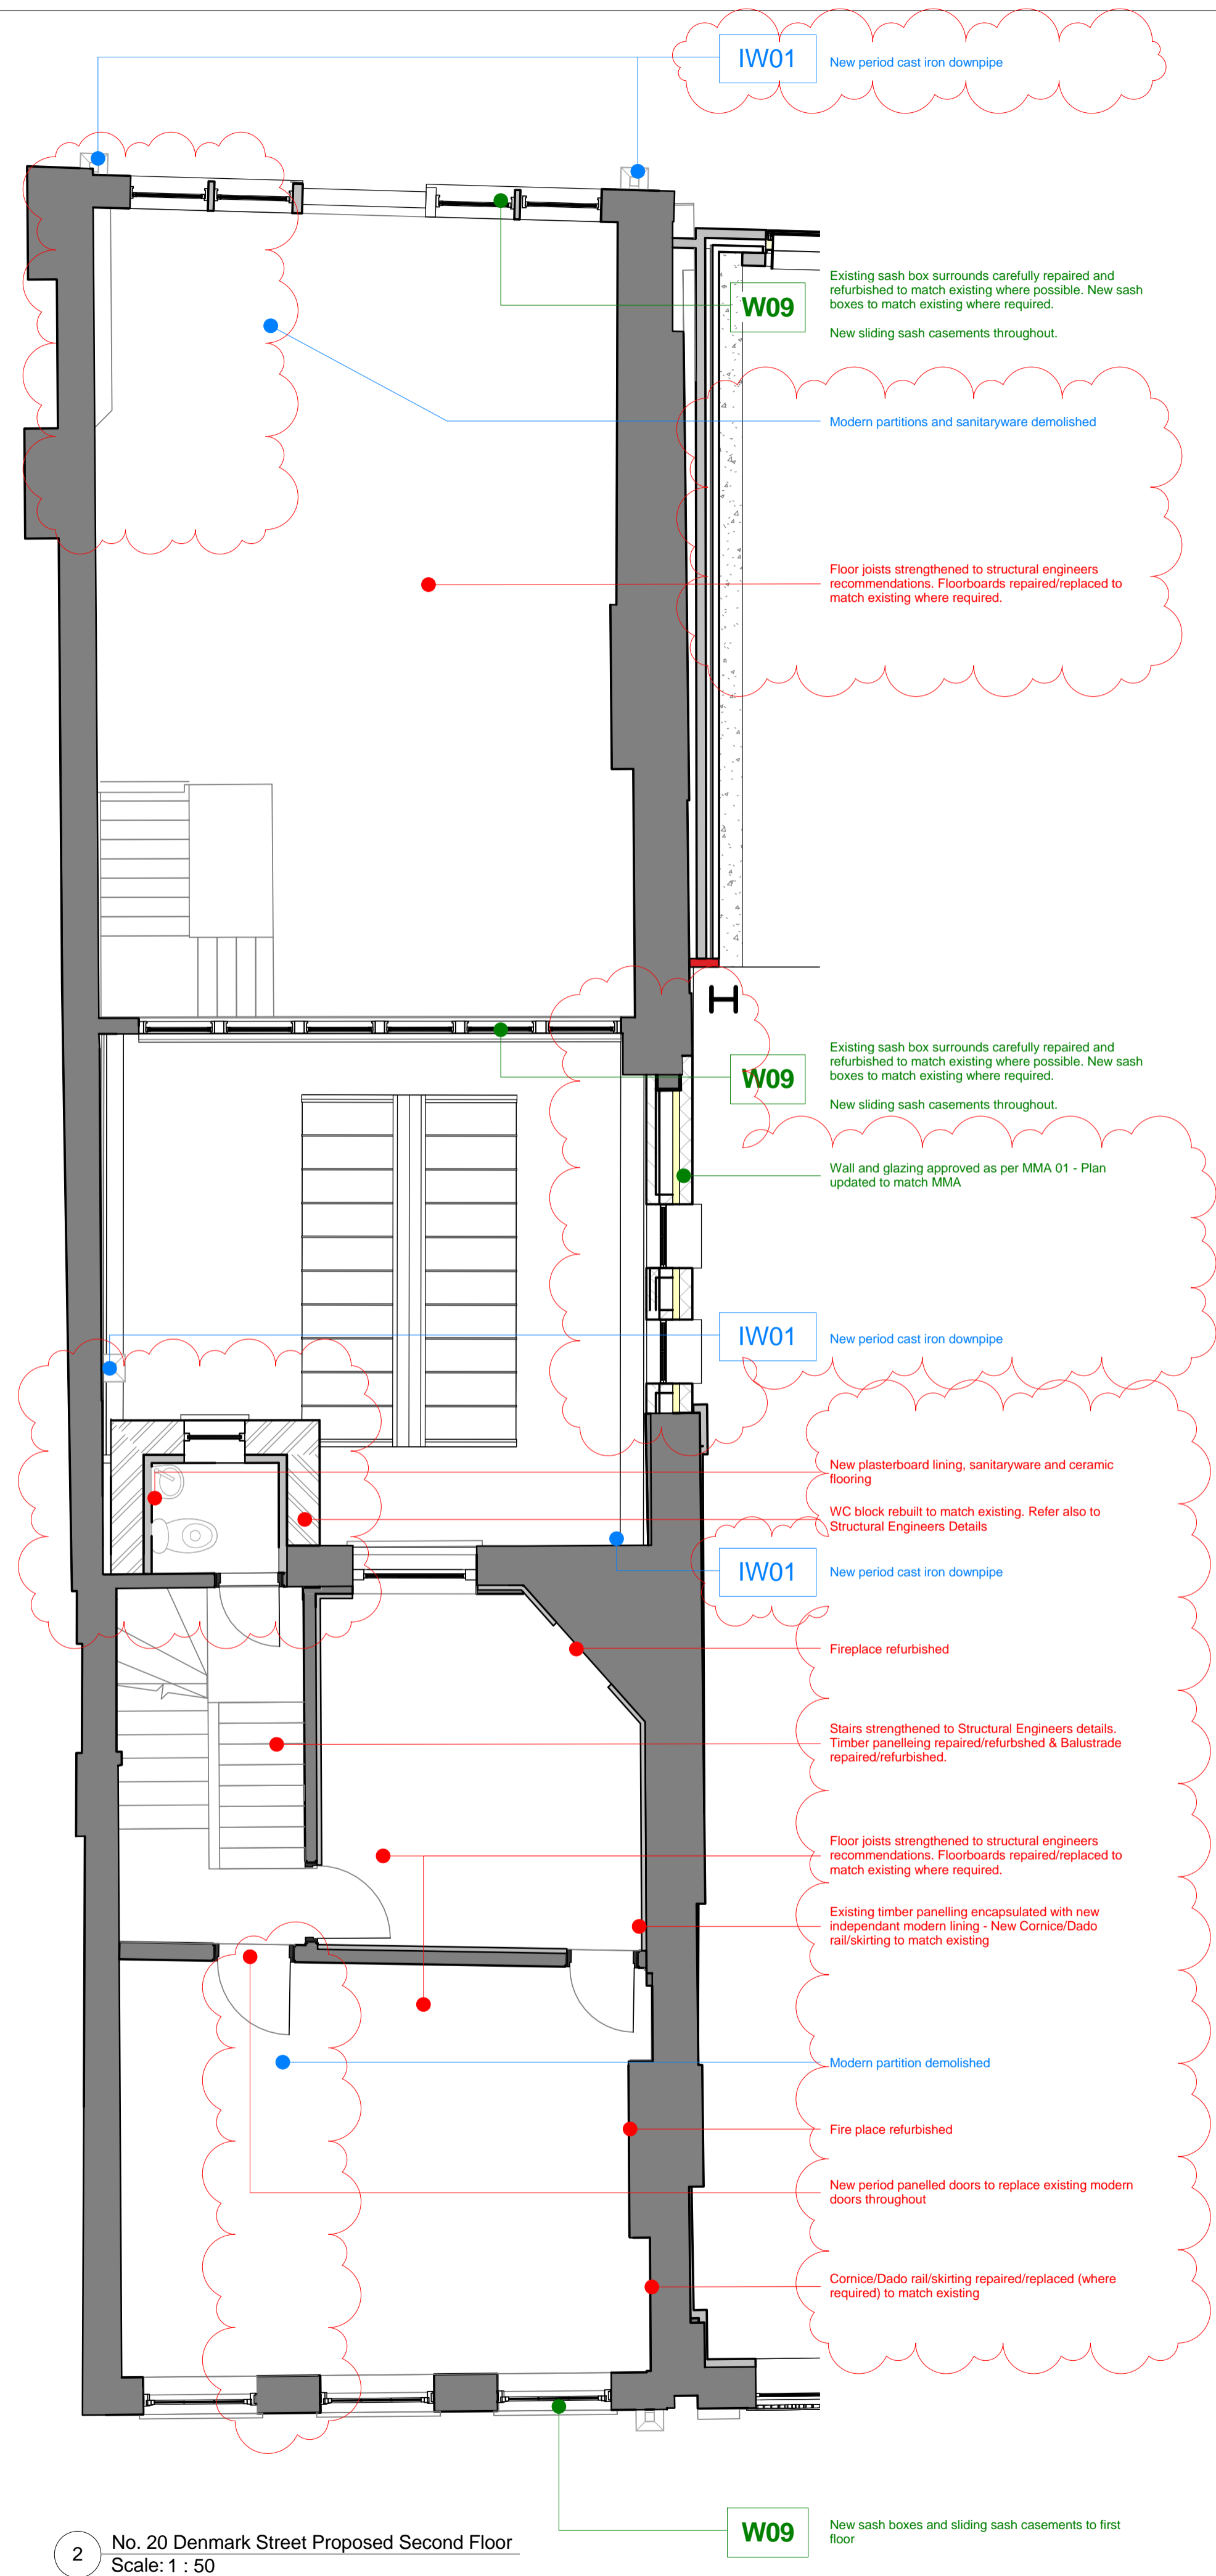 IW01
New period cast iron downpipe
Existing sash box surrounds carefully repaired and
refurbished to match existing where possible. New sash
boxes to match existing where required.
W09
New sliding sash casements throughout.
Modern partitions and sanitaryware demolished
Floor joists strengthened to structural engineers
recommendations. Floorboards repaired/replaced to
match existing where required.
Existing sash box surrounds carefully repaired and
refurbished to match existing where possible. New sash
boxes to match existing where required.
W09
New sliding sash casements throughout.
Wall and glazing approved as per MMA 01 - Plan
updated to match MMA
IW01
New period cast iron downpipe
New plasterboard lining, sanitaryware and ceramic
flooring
WC block rebuilt to match existing. Refer also to
Structural Engineers Details
IW01
New period cast iron downpipe
Fireplace refurbished
Stairs strengthened to Structural Engineers details.
Timber panelleing repaired/refurbshed & Balustrade
repaired/refurbished.
Floor joists strengthened to structural engineers
recommendations. Floorboards repaired/replaced to
match existing where required.
Existing timber panelling encapsulated with new
independant modern lining - New Cornice/Dado
rail/skirting to match existing
Modern partition demolished
Fire place refurbished
New period panelled doors to replace existing modern
doors throughout
Cornice/Dado rail/skirting repaired/replaced (where
required) to match existing
W09
New sash boxes and sliding sash casements to first
floor
2
No. 20 Denmark Street Proposed Second Floor
Scale: 1 : 50